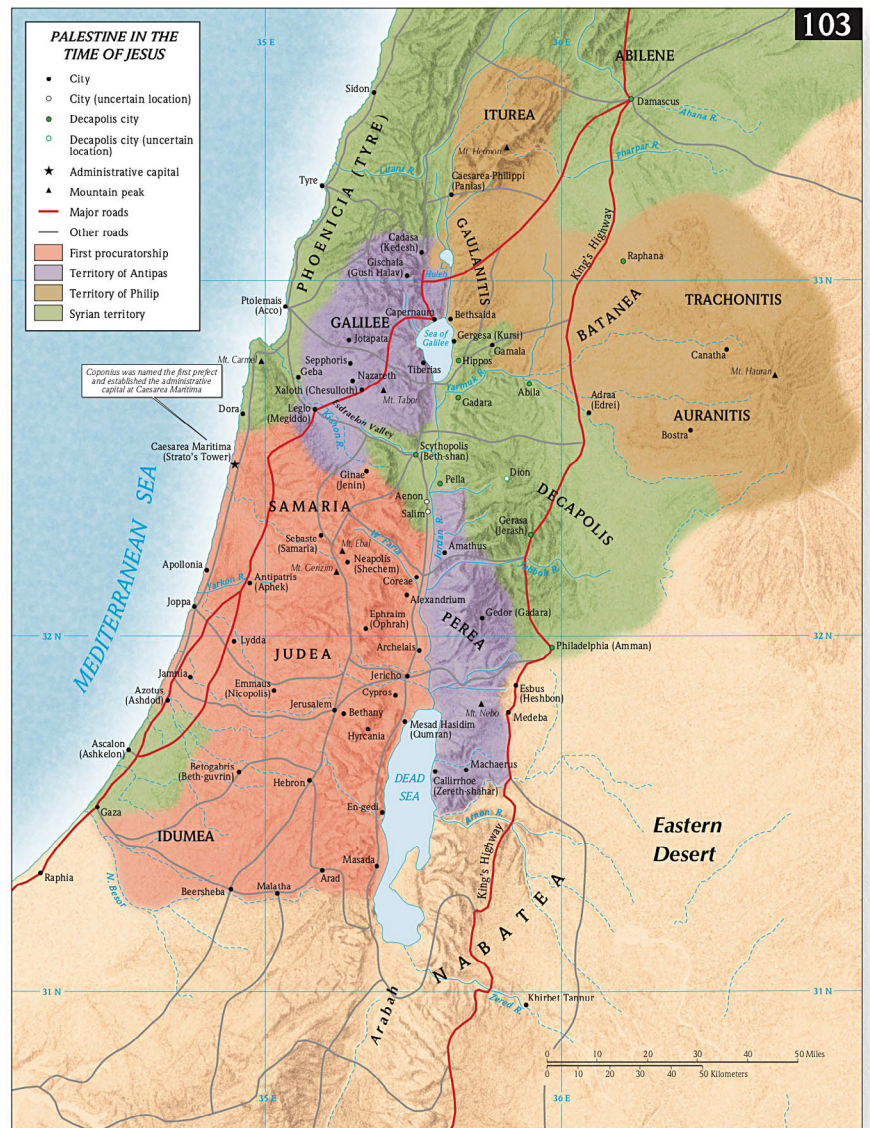 103
PALESTINE IN THE
TIME OF JESUS
City
City (uncertain location)
Decapolis city
Decapolis city (uncertain
location)
Administrative capital
Mountain peak
Major roads
Other roads
First procuratorship
Territory of Antipas
Territory of Philip
Syrian territory
35 E
36 E
ABILENE
Damascus
Abana R.
Sidon
ITUREA
Mt. Hermon
Pharpar R.
PHOENICIA (TYRE)
Litani R.
Tyre
Caesarea-Philippi
(Panias)
King's Highway
GAULANITIS
Cadasa
(Kedesh)
Gischala
(Gush Halav)
L.
Huleh
Raphana
33 N
33 N
BATANEA
TRACHONITIS
Ptolemais
(Acco)
Capernaum
Bethsaida
GALILEE
Jotapata
Sea of
Galilee
Gergesa (Kursi)
Gamala
Hippos
Canatha
Mt. Hauran
Mt. Carmel
Sepphoris
Geba
Nazareth
Tiberias
Xaloth (Chesulloth)
Mt. Tabor
Yarmuk R.
Abila
Gadara
Adraa
(Edrei)
AURANITIS
Bostra
Coponius was named the first prefect
and established the administrative
capital at Caesarea Maritima
Dora
Legio
(Megiddo)
Esdraelon Valley
Kishon R.
Caesarea Maritima
(Strato's Tower)
Scythopolis
(Beth-shan)
Ginae
(Jenin)
Pella
Dion
DECAPOLIS
Aenon
Salim
SAMARIA
Jordan R.
Gerasa
(Jerash)
Sebaste
(Samaria)
Mt. Ebal
W. Faria
Amathus
Neapolis
(Shechem)
Mt. Gerizim
Jabbok R.
Apollonia
Yarkon R.
Antipatris
(Aphek)
Coreae
Alexandrium
MEDITERRANEAN SEA
Joppa
Ephraim
(Ophrah)
PEREA
Gedor (Gadara)
32 N
32 N
Lydda
Archelais
Philadelphia (Amman)
JUDEA
Jamnia
Emmaus
(Nicopolis)
Jericho
Cypros
Esbus
(Heshbon)
Azotus
(Ashdod)
Jerusalem
Bethany
Mt. Nebo
Medeba
Hyrcania
Mesad Hasidim
(Qumrah)
Ascalon
(Ashkelon)
Betogabris
(Beth-guvrin)
Hebron
DEAD
SEA
Machaerus
Callirrhoe
(Zereth-shahar)
En-gedi
Gaza
Arnon R.
IDUMEA
Eastern
Desert
Masada
King's Highway
Raphia
N. Besor
Beersheba
Malatha
Arad
NABATEA
31 N
31 N
Arabah
Zered R.
Khirbet Tannur
0 10 20 30 40 50 Miles
0 10 20 30 40 50 Kilometers
35 E
36 E